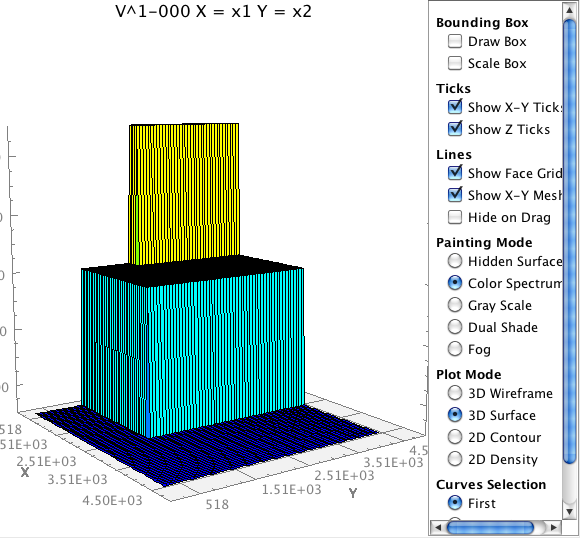 V^1-000 X = x1 Y = x2
Bounding Box
Draw Box
Scale Box
Ticks
Show X-Y Ticks
Show Z Ticks
Lines
Show Face Grid
Show X-Y Mesh
Hide on Drag
Painting Mode
Hidden Surface
Color Spectrum
Gray Scale
Dual Shade
Fog
Plot Mode
3D Wireframe
3D Surface
2D Contour
2D Density
Curves Selection
First
518
2.51E+03
3.51E+03
4.50E+03
X
518
1.51E+03
2.51E+03
3.51E+03
Y